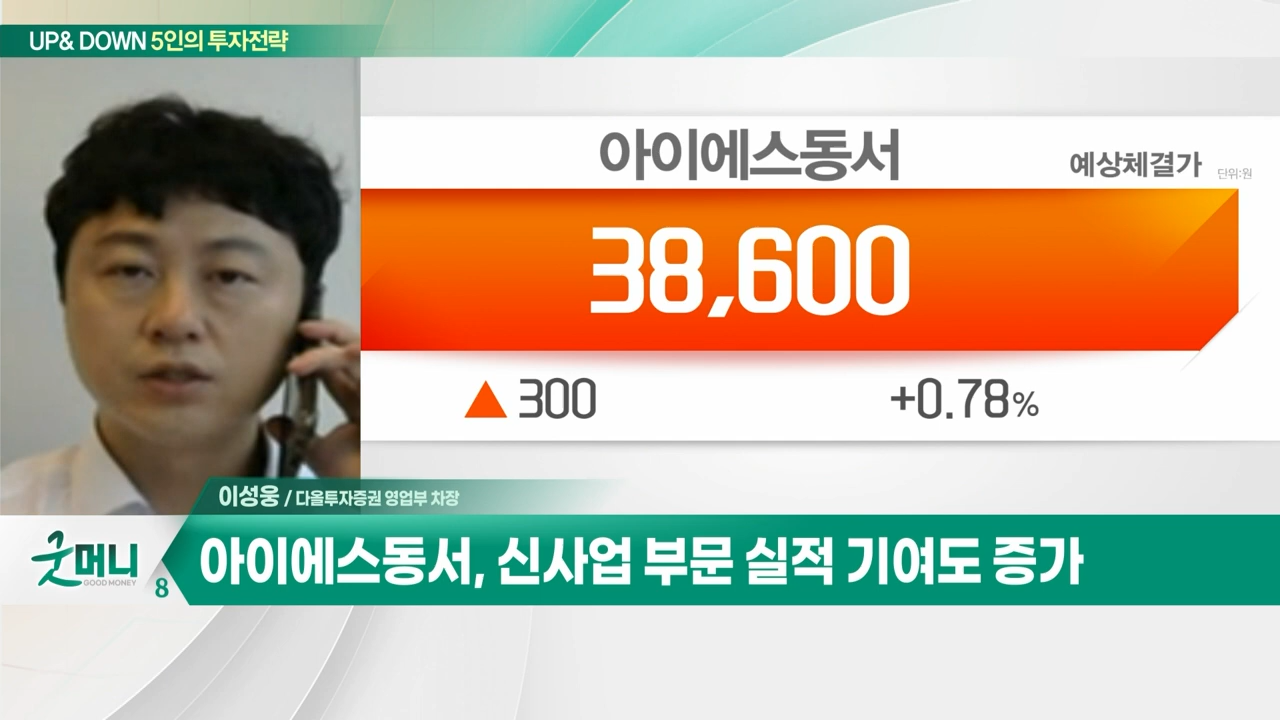 UP& DOWN 5인의 투자전략
아이에스동서
예상체결가
단위:원
38,600
▲ 300
+0.78%
이성웅 / 다올투자증권 영업부 차장
굿머니
GOOD MONEY
8
아이에스동서, 신사업 부문 실적 기여도 증가